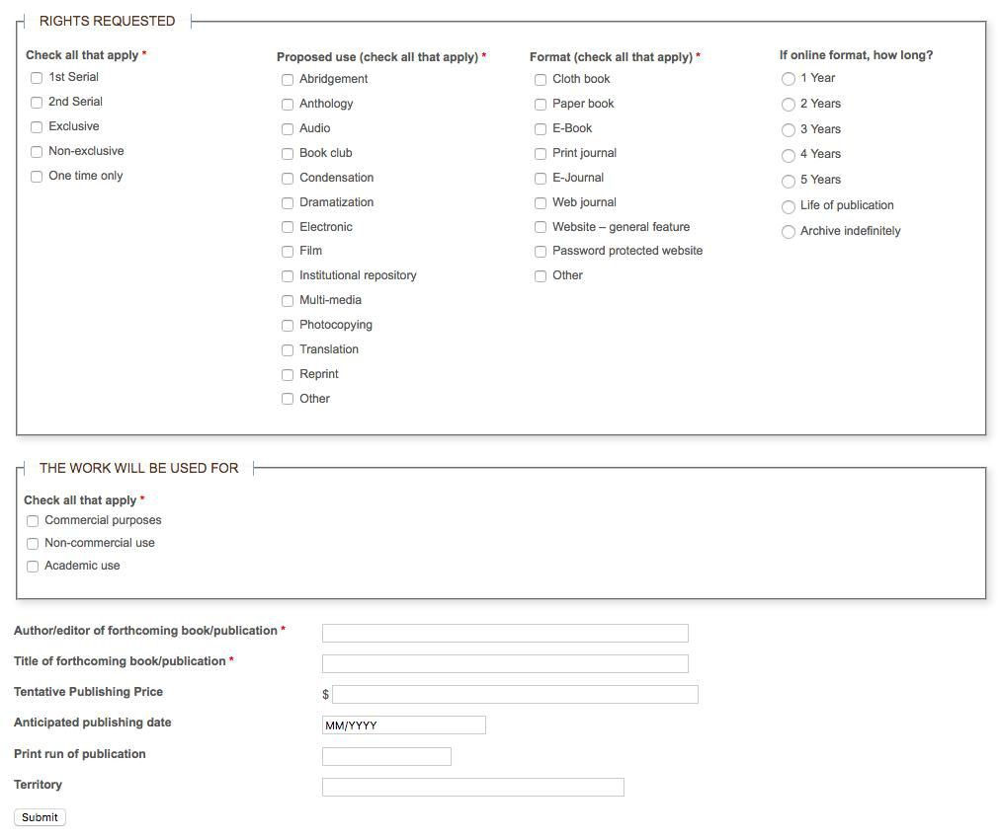 RIGHTS REQUESTED
Check all that apply *
1st Serial
2nd Serial
Exclusive
Non-exclusive
One time only
Proposed use (check all that apply) *
Abridgement
Anthology
Audio
Book club
Condensation
Dramatization
Electronic
Film
Institutional repository
Multi-media
Photocopying
Translation
Reprint
Other
Format (check all that apply) *
Cloth book
Paper book
E-Book
Print journal
E-Journal
Web journal
Website – general feature
Password protected website
Other
If online format, how long?
1 Year
2 Years
3 Years
4 Years
5 Years
Life of publication
Archive indefinitely
THE WORK WILL BE USED FOR
Check all that apply *
Commercial purposes
Non-commercial use
Academic use
Author/editor of forthcoming book/publication *
Title of forthcoming book/publication *
Tentative Publishing Price $
Anticipated publishing date MM/YYYY
Print run of publication
Territory
Submit